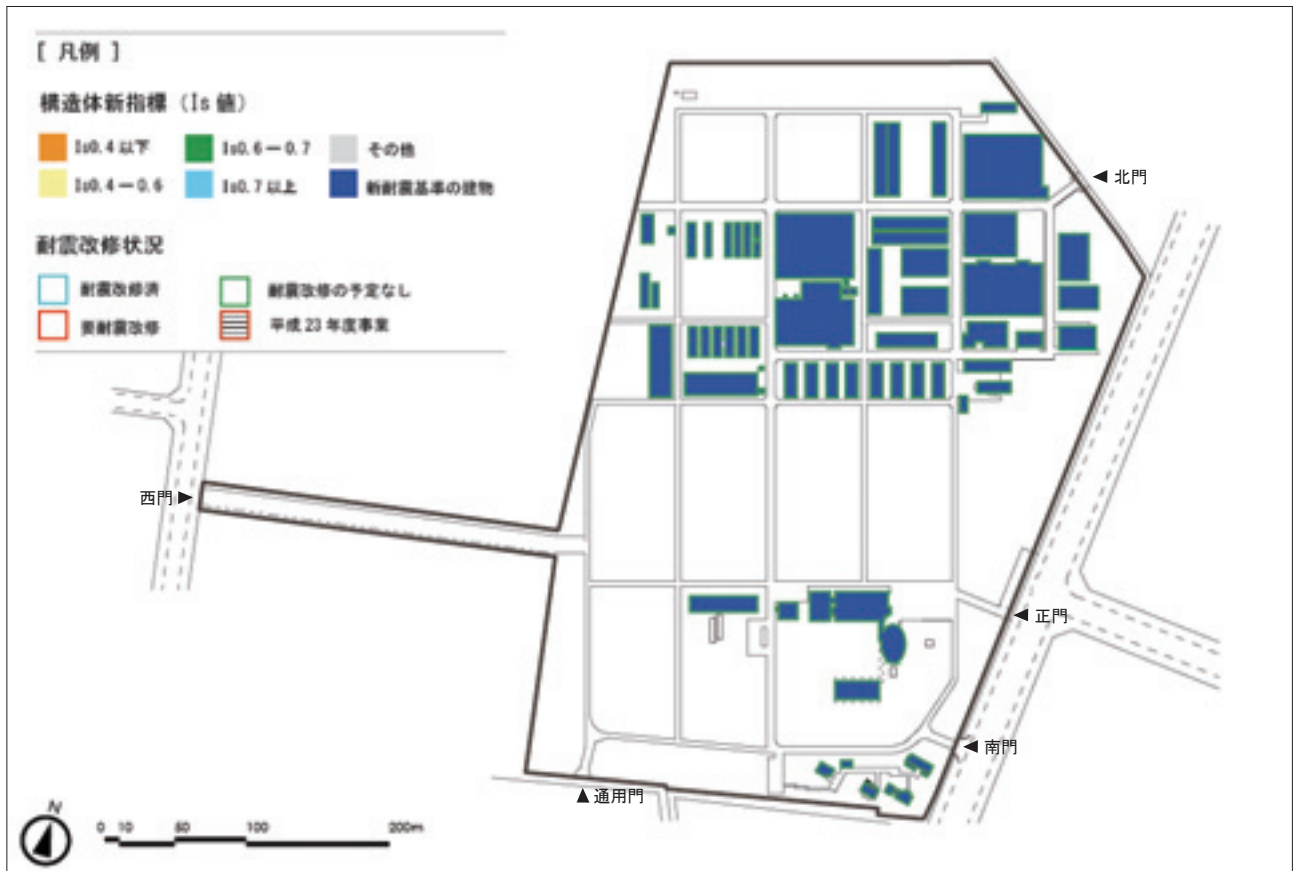 [ 凡例 ]
構造体新指標（Is 値）
Is0.4 以下
Is0.6－0.7
その他
Is0.4－0.6
Is0.7 以上
新耐震基準の建物
耐震改修状況
耐震改修済
耐震改修の予定なし
要耐震改修
平成 23 年度事業
◀ 北門
西門 ▶
◀ 正門
◀ 南門
▲ 通用門
N
0 10 50 100 200m